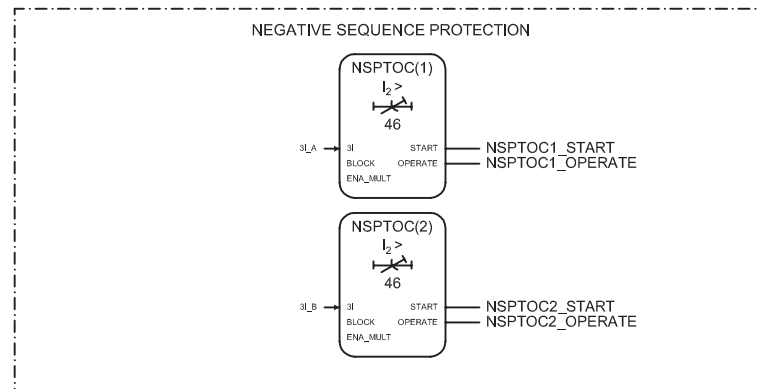 NEGATIVE SEQUENCE PROTECTION
NSPTOC(1)
I2>
46
3I_A 3I START NSPTOC1_START
BLOCK OPERATE NSPTOC1_OPERATE
ENA_MULT
NSPTOC(2)
I2>
46
3I_B 3I START NSPTOC2_START
BLOCK OPERATE NSPTOC2_OPERATE
ENA_MULT